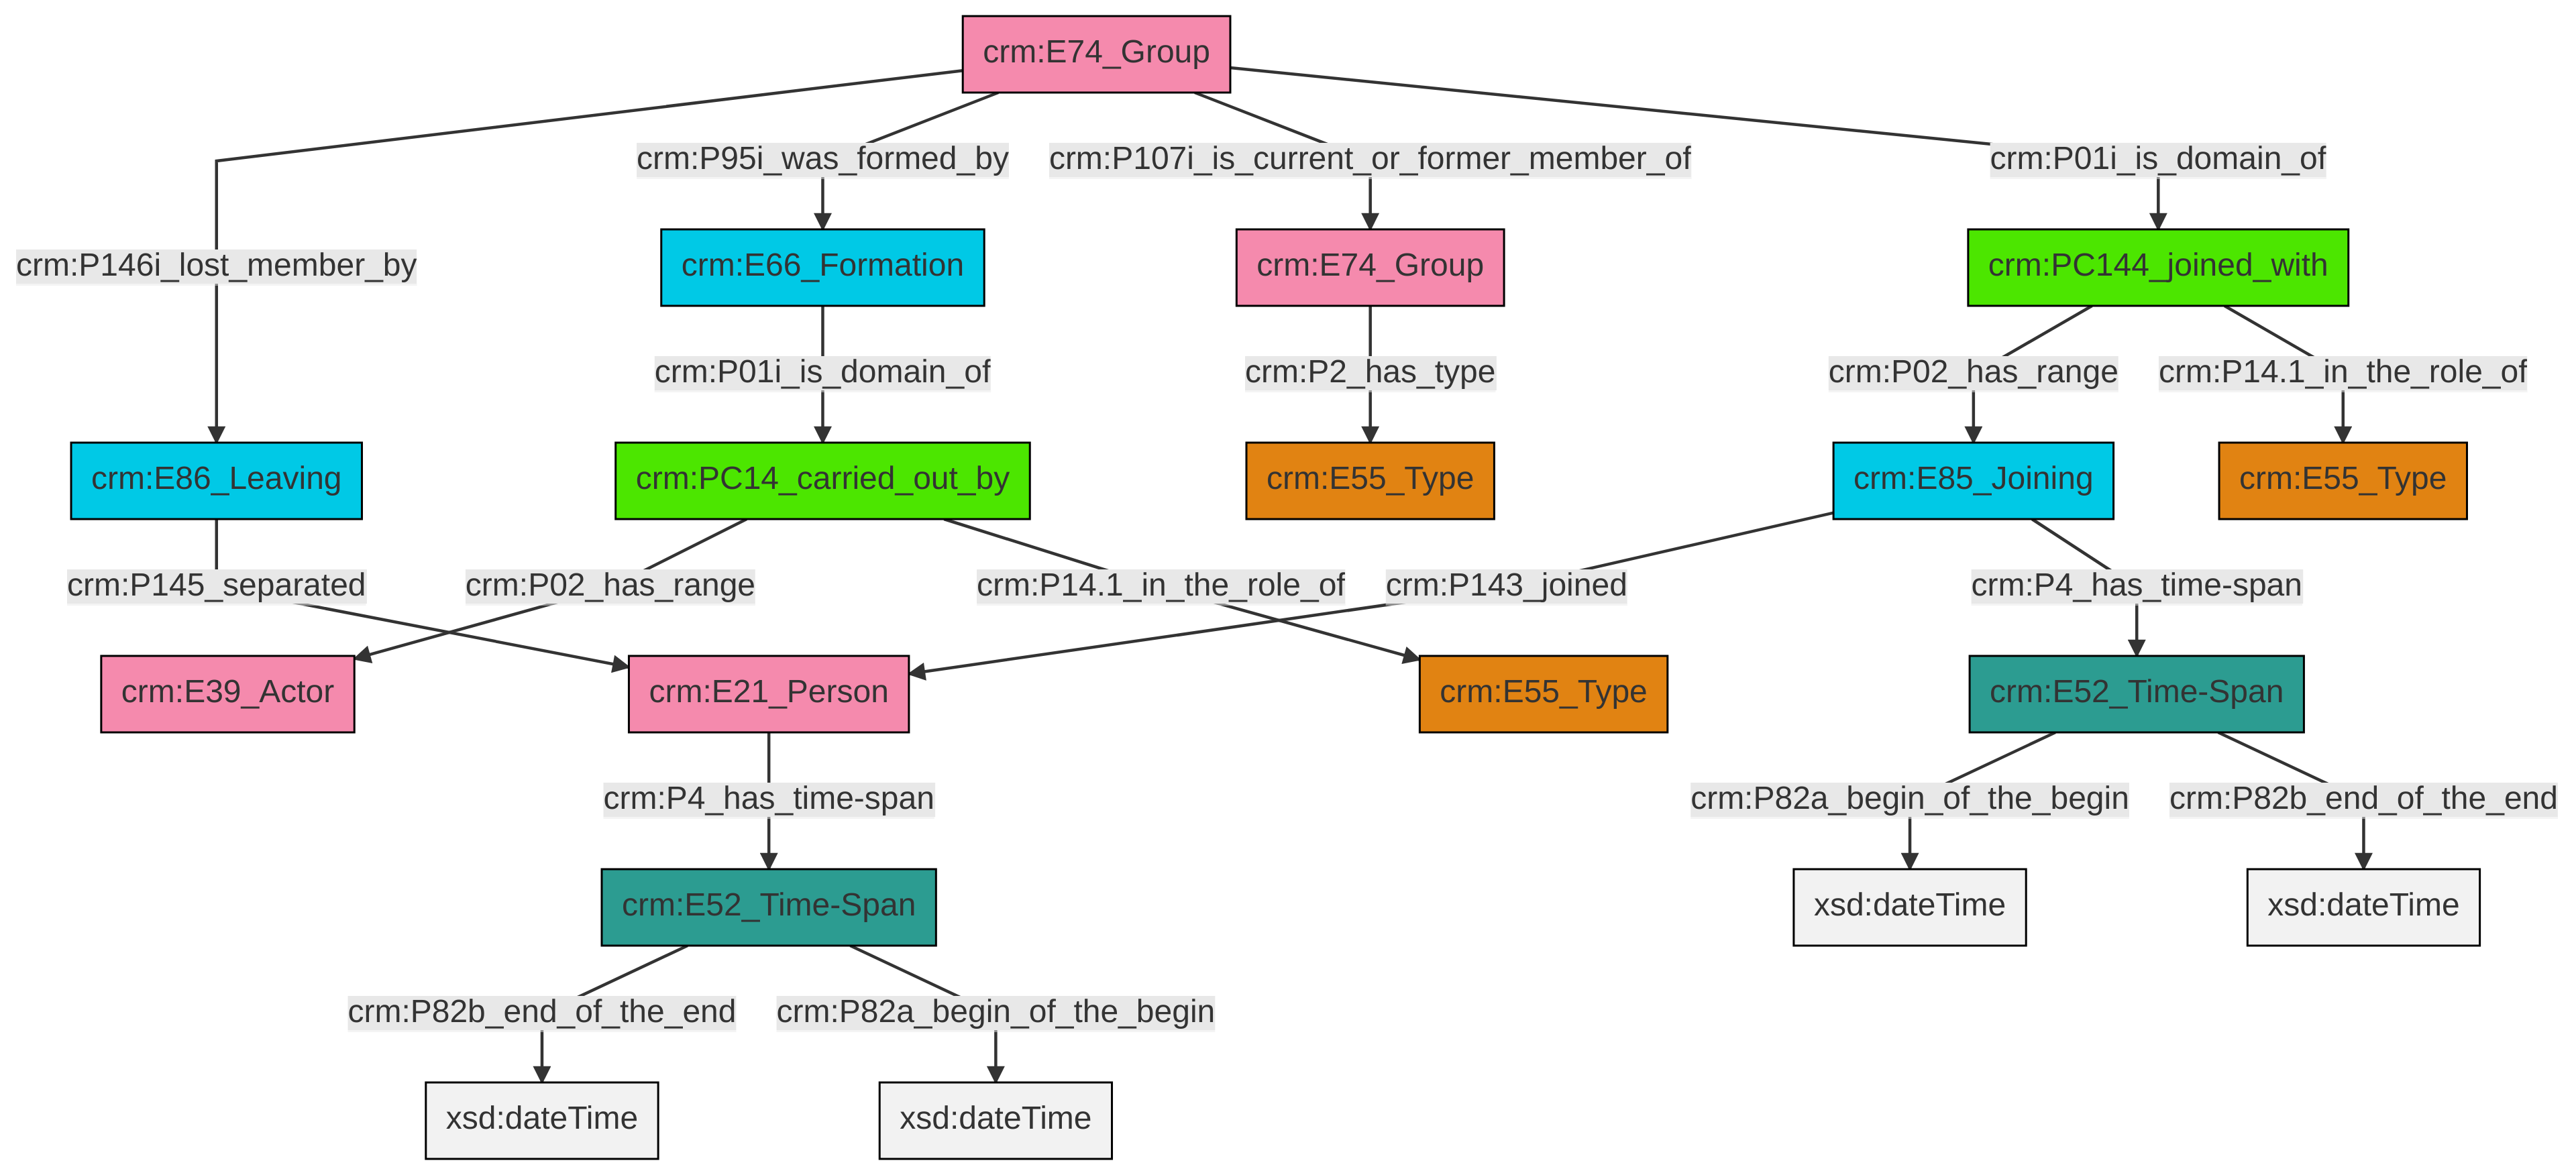 crm:E74_Group
crm:P95i_was_formed_by
crm:P107i_is_current_or_former_member_of
crm:P01i_is_domain_of
crm:P146i_lost_member_by
crm:E66_Formation
crm:E74_Group
crm:PC144_joined_with
crm:P01i_is_domain_of
crm:P2_has_type
crm:P02_has_range
crm:P14.1_in_the_role_of
crm:E86_Leaving
crm:PC14_carried_out_by
crm:E55_Type
crm:E85_Joining
crm:E55_Type
crm:P145_separated
crm:P02_has_range
crm:P14.1_in_the_role_of
crm:P143_joined
crm:P4_has_time-span
crm:E39_Actor
crm:E21_Person
crm:E55_Type
crm:E52_Time-Span
crm:P4_has_time-span
crm:P82a_begin_of_the_begin
crm:P82b_end_of_the_end
crm:E52_Time-Span
xsd:dateTime
xsd:dateTime
crm:P82b_end_of_the_end
crm:P82a_begin_of_the_begin
xsd:dateTime
xsd:dateTime